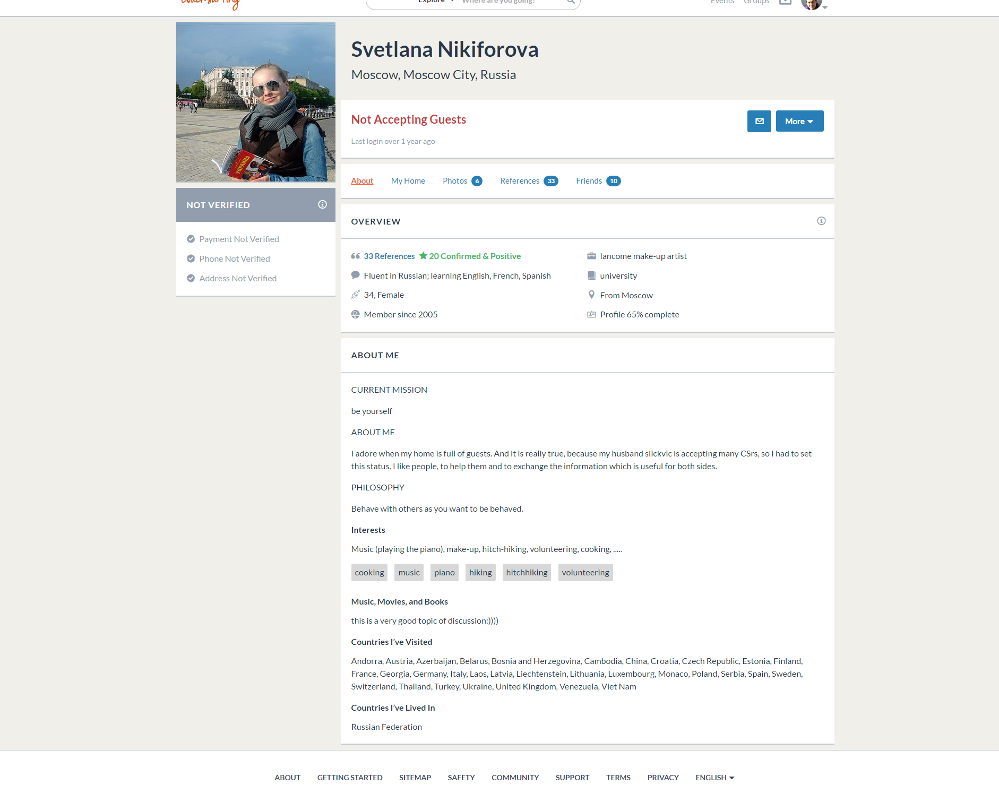 couchsurfing
Explore
Where are you going?
Events
Groups
Svetlana Nikiforova
Moscow, Moscow City, Russia
Not Accepting Guests
More
Last login over 1 year ago
УКРАИНА
About
My Home
Photos 6
References 33
Friends 10
NOT VERIFIED
Payment Not Verified
Phone Not Verified
Address Not Verified
OVERVIEW
33 References 20 Confirmed & Positive
Fluent in Russian; learning English, French, Spanish
34, Female
Member since 2005
lancome make-up artist
university
From Moscow
Profile 65% complete
ABOUT ME
CURRENT MISSION
be yourself
ABOUT ME
I adore when my home is full of guests. And it is really true, because my husband slickvic is accepting many CSrs, so I had to set
this status. I like people, to help them and to exchange the information which is useful for both sides.
PHILOSOPHY
Behave with others as you want to be behaved.
Interests
Music (playing the piano), make-up, hitch-hiking, volunteering, cooking, .....
cooking
music
piano
hiking
hitchhiking
volunteering
Music, Movies, and Books
this is a very good topic of discussion:))))
Countries I've Visited
Andorra, Austria, Azerbaijan, Belarus, Bosnia and Herzegovina, Cambodia, China, Croatia, Czech Republic, Estonia, Finland,
France, Georgia, Germany, Italy, Laos, Latvia, Liechtenstein, Lithuania, Luxembourg, Monaco, Poland, Serbia, Spain, Sweden,
Switzerland, Thailand, Turkey, Ukraine, United Kingdom, Venezuela, Viet Nam
Countries I've Lived In
Russian Federation
ABOUT
GETTING STARTED
SITEMAP
SAFETY
COMMUNITY
SUPPORT
TERMS
PRIVACY
ENGLISH